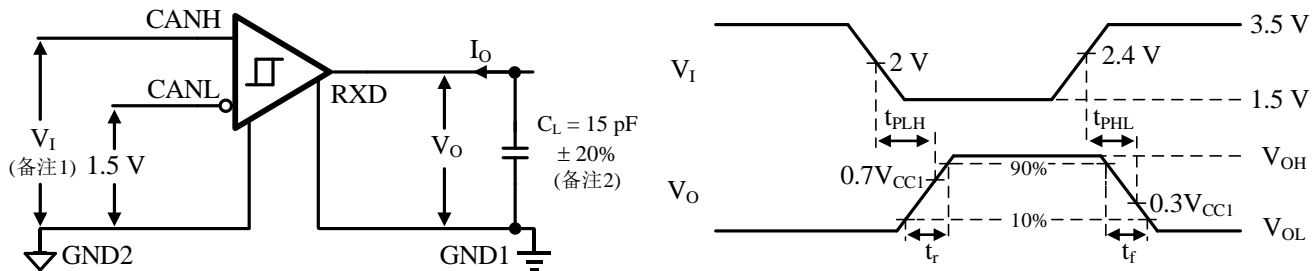 CANH
CANL
V_I
(备注1)
1.5 V
GND2
RXD
V_O
I_O
C_L = 15 pF
± 20%
(备注2)
GND1
V_I
2 V
2.4 V
3.5 V
1.5 V
t_PLH
t_PHL
V_O
0.7V_CC1
90%
V_OH
0.3V_CC1
10%
V_OL
t_r
t_f